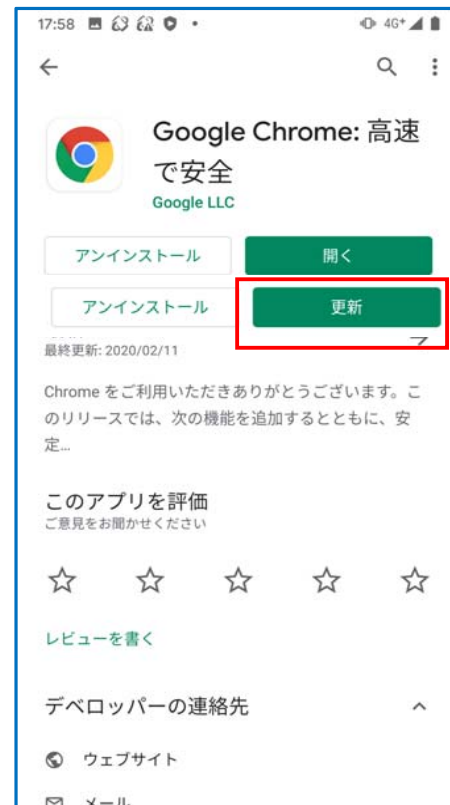 17:58 4G+
Google Chrome: 高速
で安全
Google LLC
アンインストール 開く
アンインストール 更新
最終更新: 2020/02/11
Chrome をご利用いただきありがとうございます。こ
のリリースでは、次の機能を追加するとともに、安
定...
このアプリを評価
ご意見をお聞かせください
レビューを書く
デベロッパーの連絡先
ウェブサイト
メール